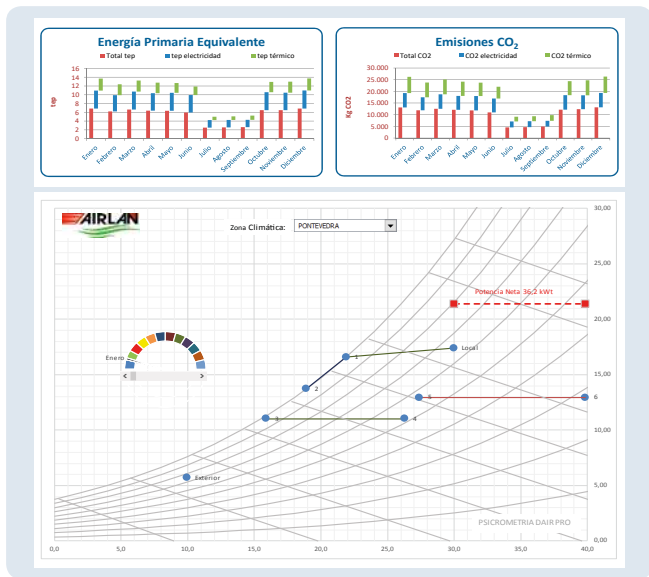 Energía Primaria Equivalente
Total tep tep electricidad tep térmico
16
14
12
10
8
6
4
2
0
tep
Enero Febrero Marzo Abril Mayo Junio Julio Agosto Septiembre Octubre Noviembre Diciembre
Emisiones CO2
Total CO2 CO2 electricidad CO2 térmico
30.000
25.000
20.000
15.000
10.000
5.000
0
Kg CO2
Enero Febrero Marzo Abril Mayo Junio Julio Agosto Septiembre Octubre Noviembre Diciembre
AIRLAN
Zona Climática: PONTEVEDRA
30,00
25,00
Potencia Neta 36,2 kWt
20,00
Local
Enero
1
15,00
2
5
6
3
4
10,00
Exterior
5,00
PSICROMETRIA DAIR PRO
0,00
0,0 5,0 10,0 15,0 20,0 25,0 30,0 35,0 40,0